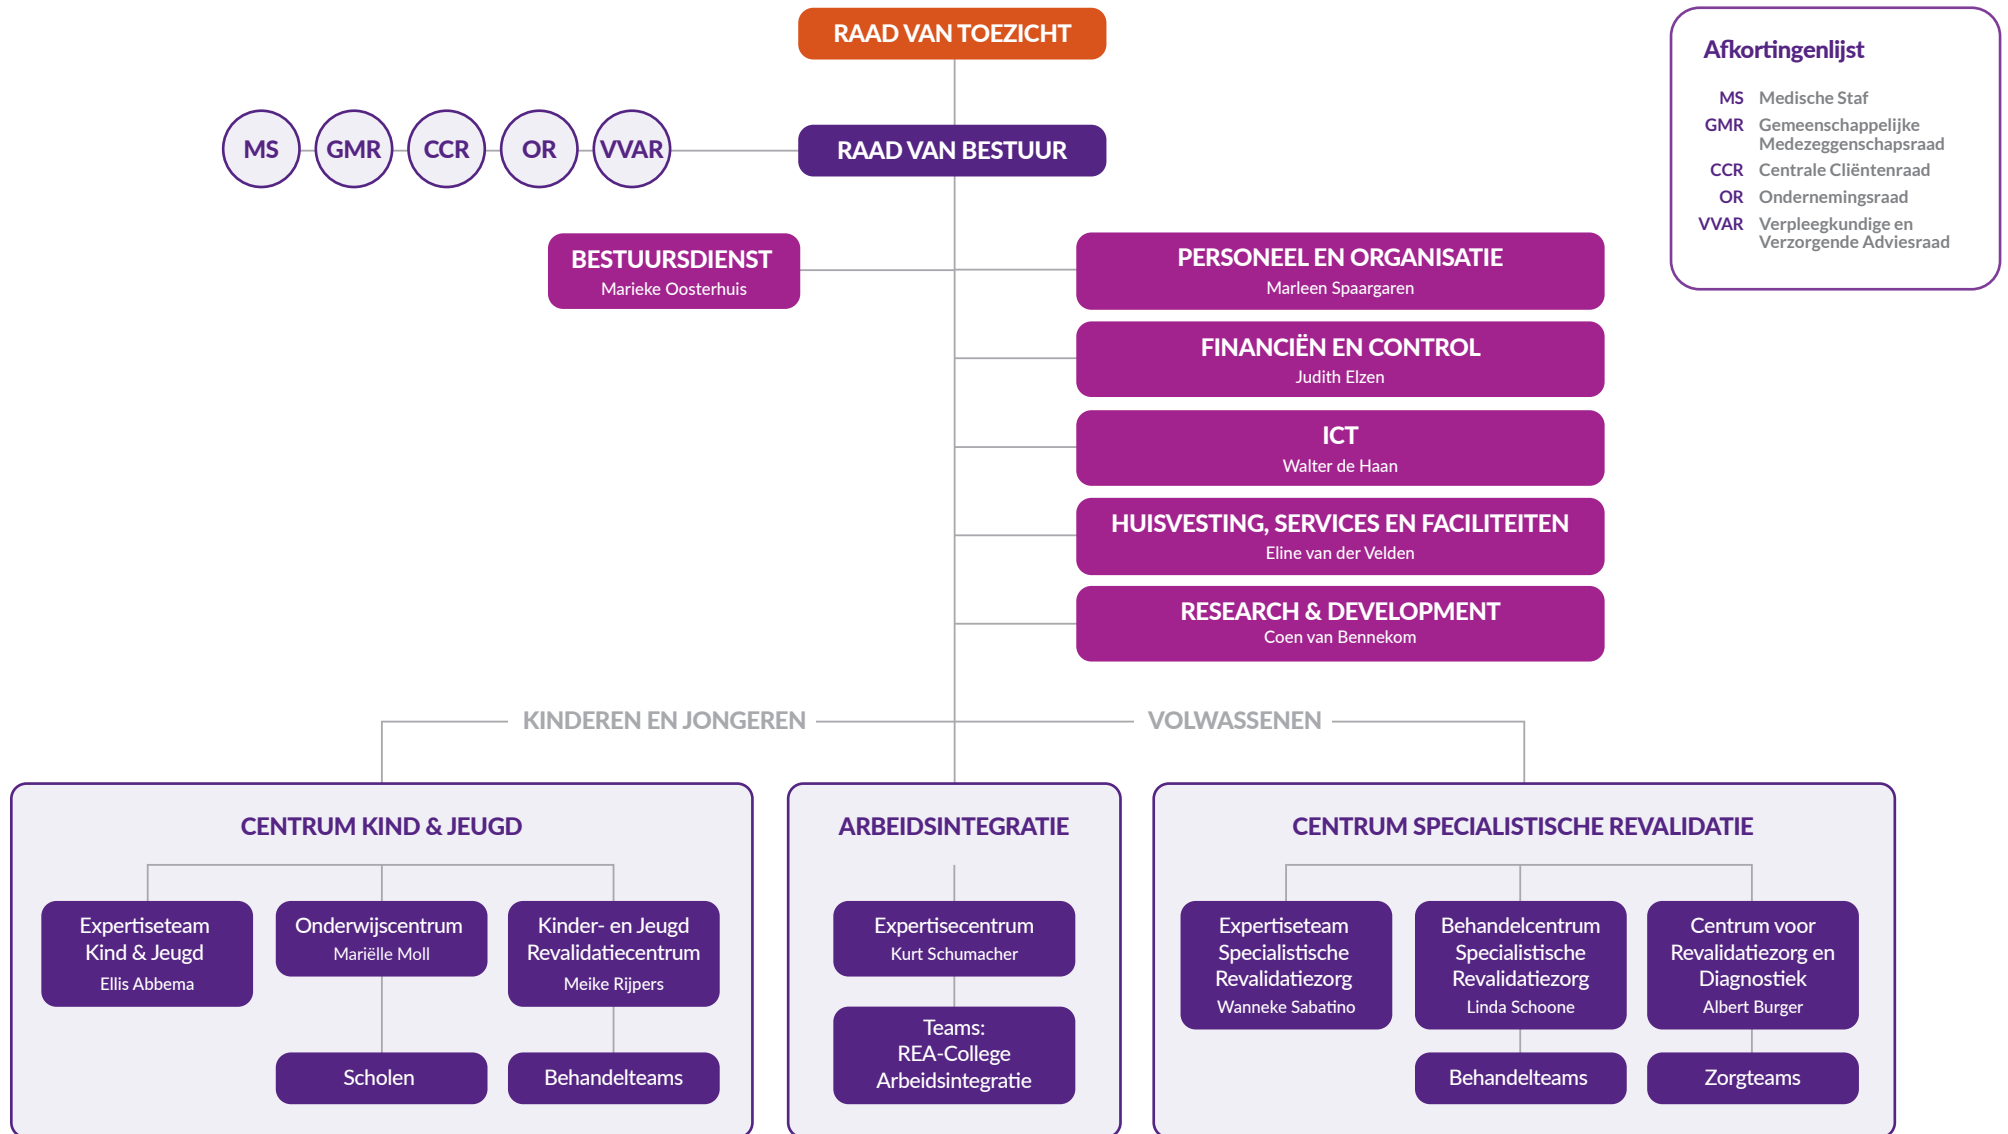 RAAD VAN TOEZICHT
Afkortingenlijst
MS Medische Staf
GMR Gemeenschappelijke
Medezeggenschapsraad
CCR Centrale Cliëntenraad
OR Ondernemingsraad
VVAR Verpleegkundige en
Verzorgende Adviesraad
MS
GMR
CCR
OR
VVAR
RAAD VAN BESTUUR
BESTUURSDIENST
Marieke Oosterhuis
PERSONEEL EN ORGANISATIE
Marleen Spaargaren
FINANCIËN EN CONTROL
Judith Elzen
ICT
Walter de Haan
HUISVESTING, SERVICES EN FACILITEITEN
Eline van der Velden
RESEARCH & DEVELOPMENT
Coen van Bennekom
KINDEREN EN JONGEREN
VOLWASSENEN
CENTRUM KIND & JEUGD
Expertiseteam
Kind & Jeugd
Ellis Abbema
Onderwijscentrum
Mariëlle Moll
Scholen
Kinder- en Jeugd
Revalidatiecentrum
Meike Rijpers
Behandelteams
ARBEIDSINTEGRATIE
Expertisecentrum
Kurt Schumacher
Teams:
REA-College
Arbeidsintegratie
CENTRUM SPECIALISTISCHE REVALIDATIE
Expertiseteam
Specialistische
Revalidatiezorg
Wanneke Sabatino
Behandelcentrum
Specialistische
Revalidatiezorg
Linda Schoone
Behandelteams
Centrum voor
Revalidatiezorg en
Diagnostiek
Albert Burger
Zorgteams